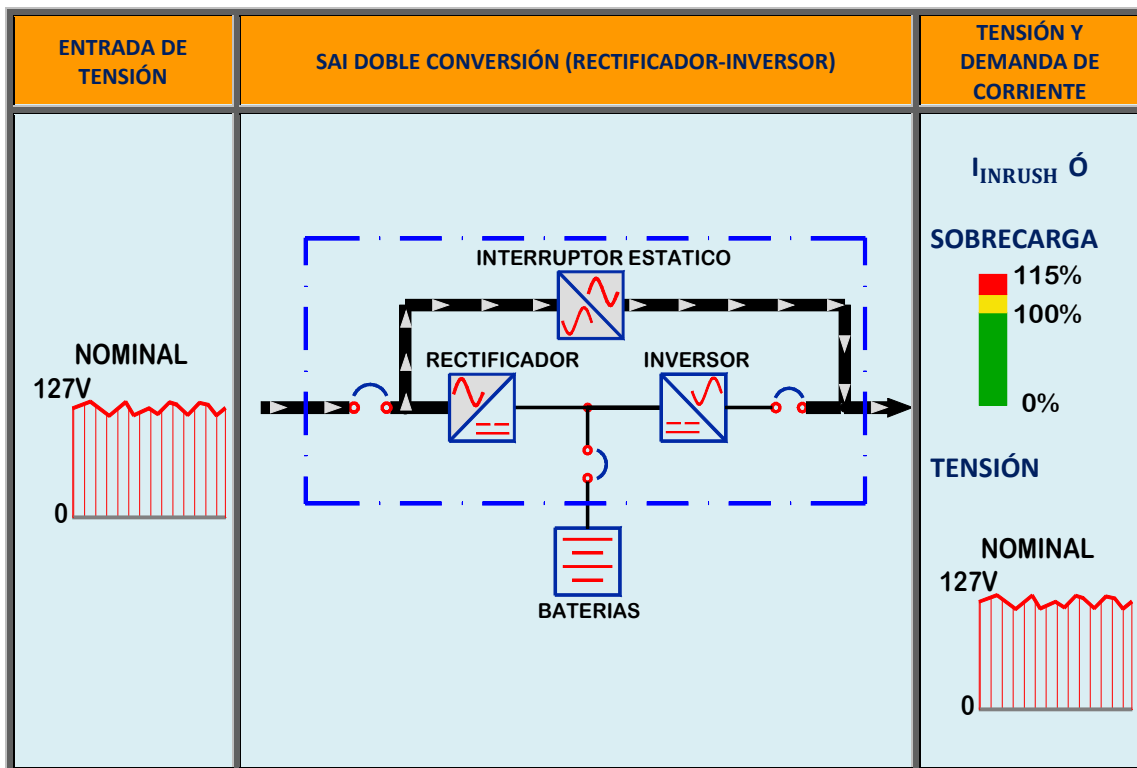 ENTRADA DE
TENSIÓN
SAI DOBLE CONVERSIÓN (RECTIFICADOR-INVERSOR)
TENSIÓN Y
DEMANDA DE
CORRIENTE
NOMINAL
127V
0
INTERRUPTOR ESTATICO
RECTIFICADOR
INVERSOR
BATERIAS
IINRUSH Ó
SOBRECARGA
115%
100%
0%
TENSIÓN
NOMINAL
127V
0